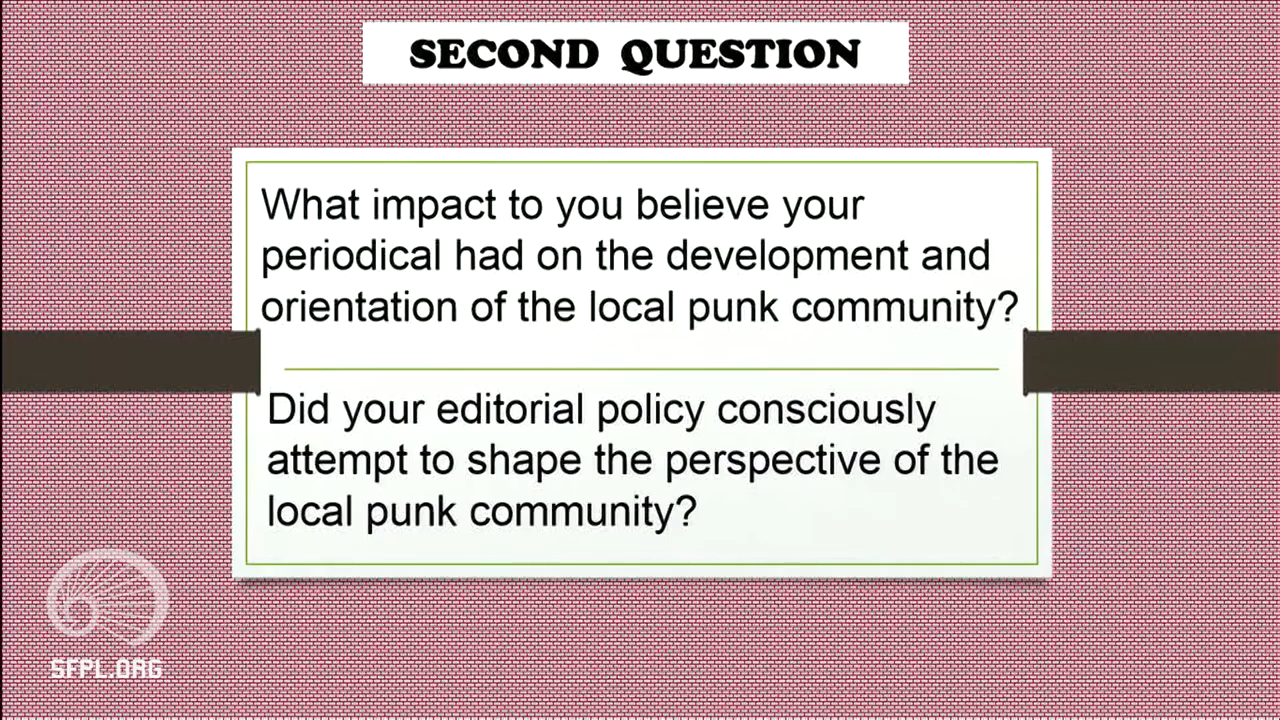 SECOND QUESTION
What impact to you believe your
periodical had on the development and
orientation of the local punk community?
Did your editorial policy consciously
attempt to shape the perspective of the
local punk community?
SFPL.ORG